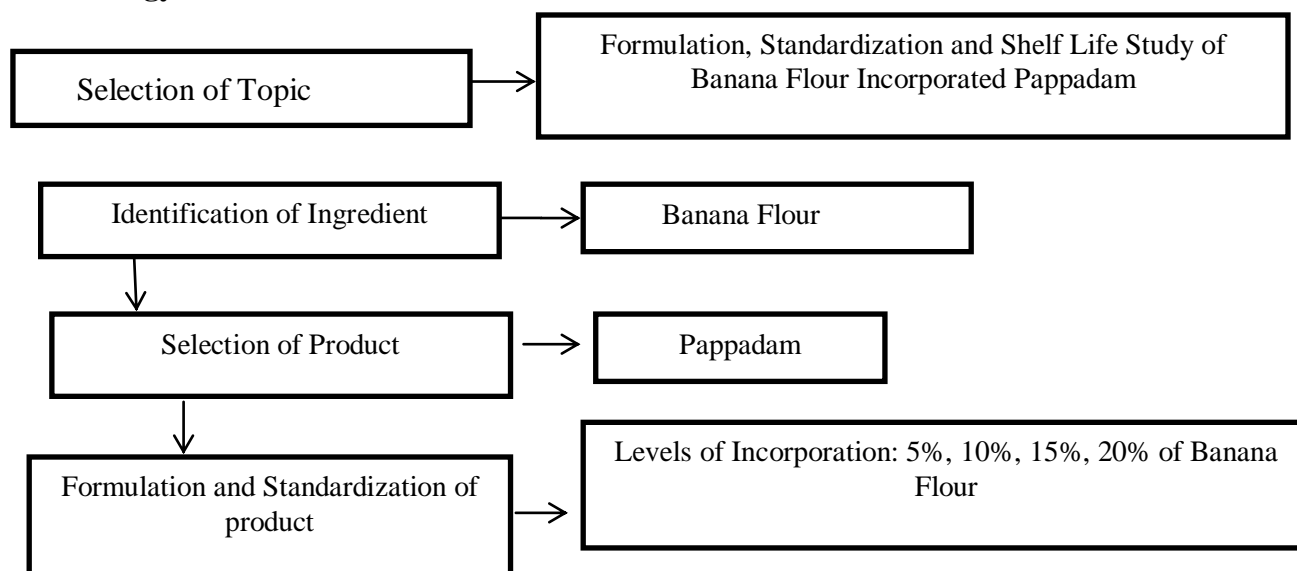 Formulation, Standardization and Shelf Life Study of
Banana Flour Incorporated Pappadam
Selection of Topic
Identification of Ingredient
Banana Flour
Selection of Product
Pappadam
Levels of Incorporation: 5%, 10%, 15%, 20% of Banana
Flour
Formulation and Standardization of
product